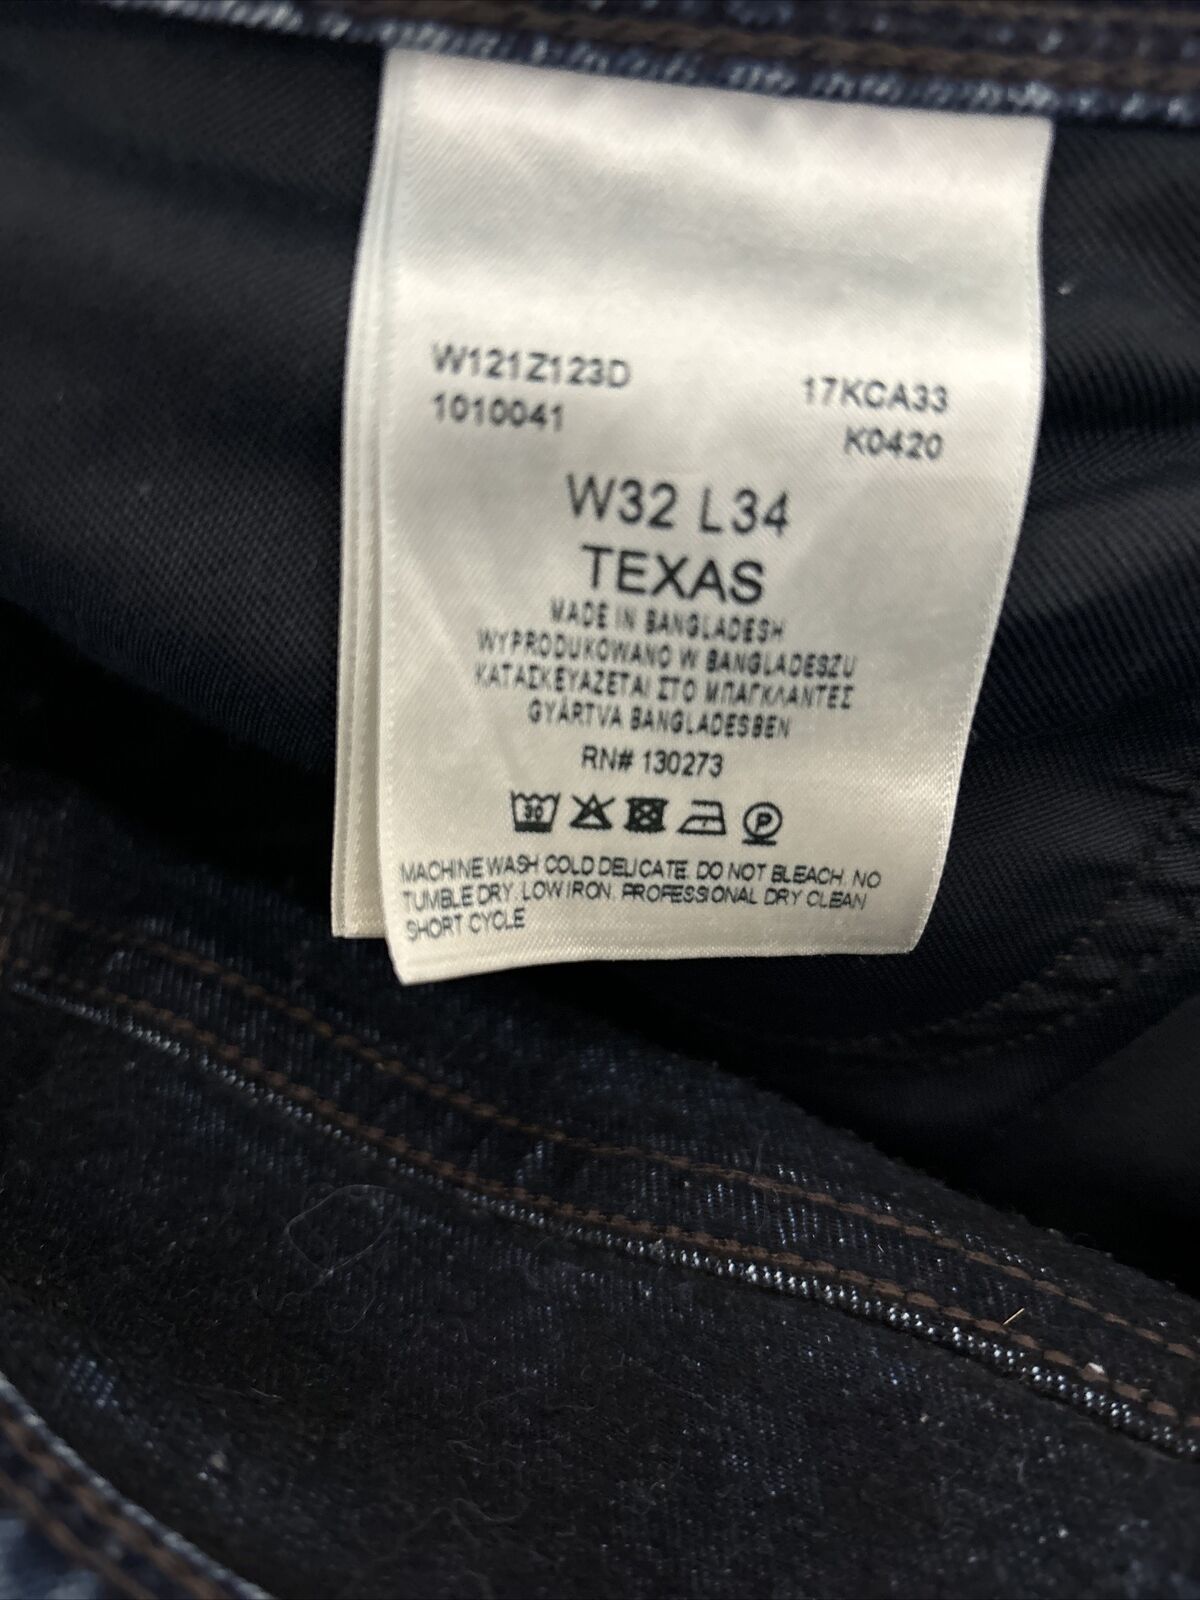 W121Z123D 17KCA33
1010041 K0420
W32 L34
TEXAS
MADE IN BANGLADESH
WYPRODUKOWANO W BANGLADESZU
ΚΑΤΑΣΚΕΥΑΖΕΤΑΙ ΣΤΟ ΜΠΑΓΚΛΑΝΤΕΣ
GYÁRTVA BANGLADESBEN
RN# 130273
30 P
MACHINE WASH COLD DELICATE. DO NOT BLEACH. NO
TUMBLE DRY. LOW IRON. PROFESSIONAL DRY CLEAN
SHORT CYCLE